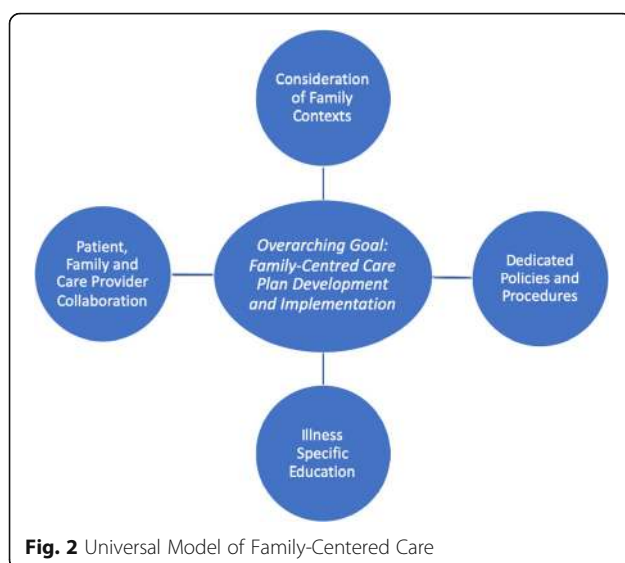 Consideration
of Family
Contexts
Patient,
Family and
Care Provider
Collaboration
Overarching Goal:
Family-Centred Care
Plan Development
and Implementation
Dedicated
Policies and
Procedures
Illness
Specific
Education
Fig. 2 Universal Model of Family-Centered Care